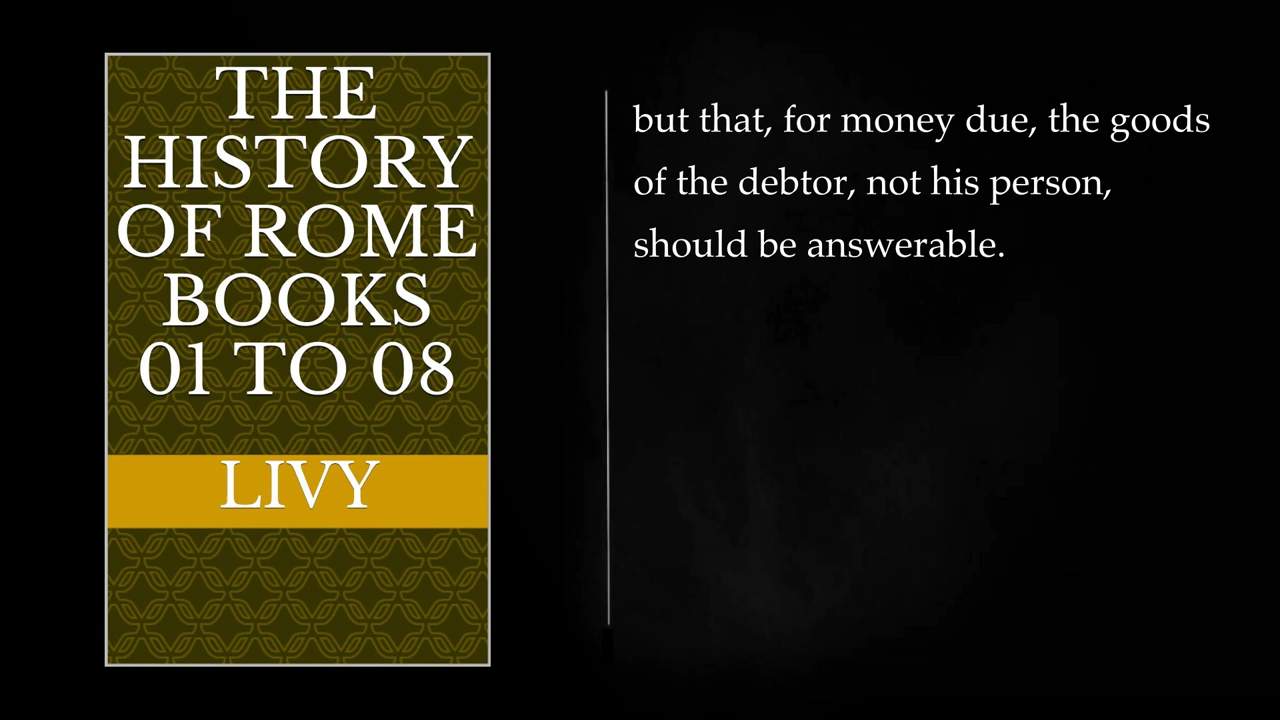 THE
HISTORY
OF ROME
BOOKS
01 TO 08
LIVY
but that, for money due, the goods
of the debtor, not his person,
should be answerable.